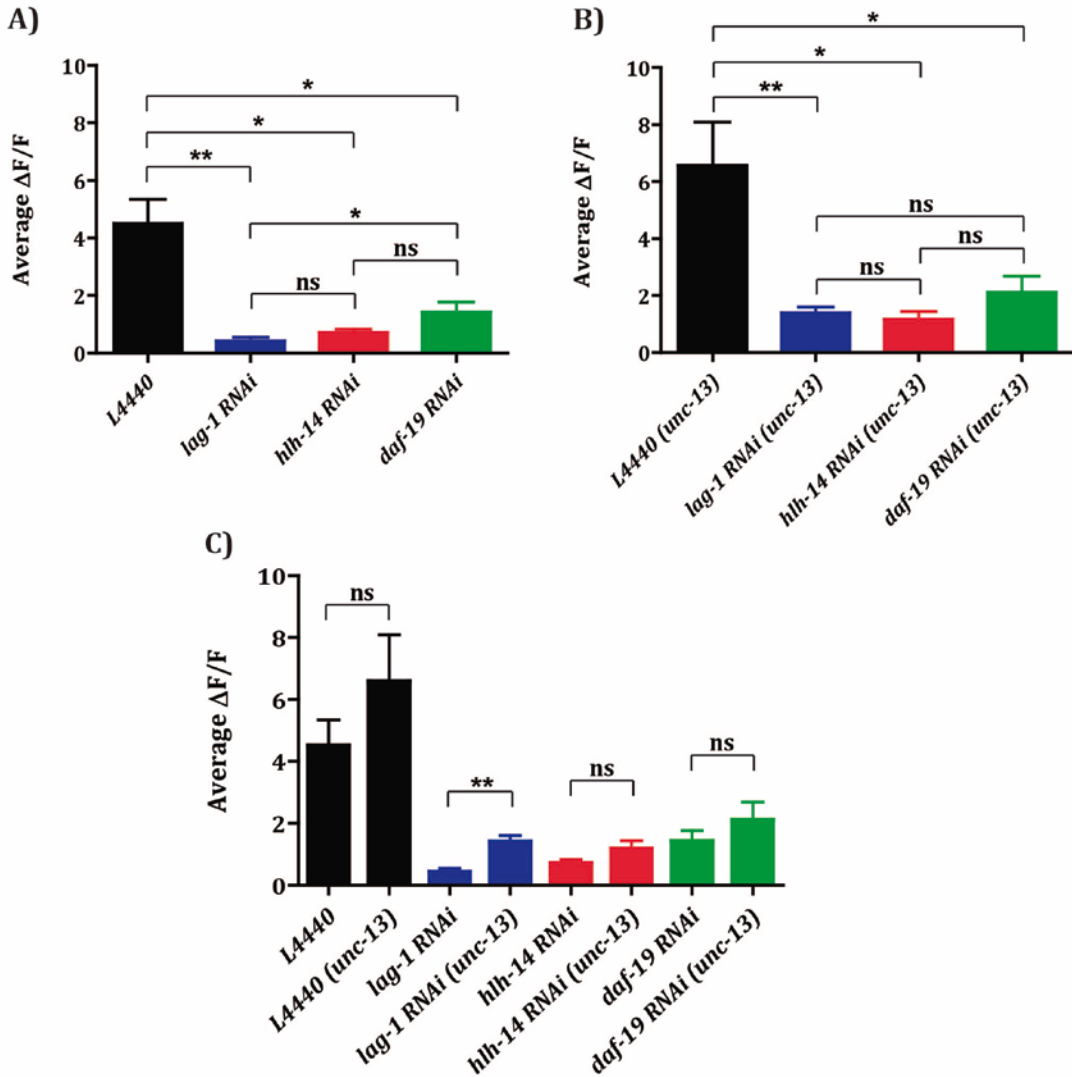 A)
Average ΔF/F
10
8
6
4
2
0
*
*
**
*
ns
ns
L4440
lag-1 RNAi
hlh-14 RNAi
daf-19 RNAi
B)
Average ΔF/F
10
8
6
4
2
0
*
*
**
ns
ns
ns
L4440 (unc-13)
lag-1 RNAi (unc-13)
hlh-14 RNAi (unc-13)
daf-19 RNAi (unc-13)
C)
Average ΔF/F
10
8
6
4
2
0
ns
**
ns
ns
L4440
L4440 (unc-13)
lag-1 RNAi
lag-1 RNAi (unc-13)
hlh-14 RNAi
hlh-14 RNAi (unc-13)
daf-19 RNAi
daf-19 RNAi (unc-13)